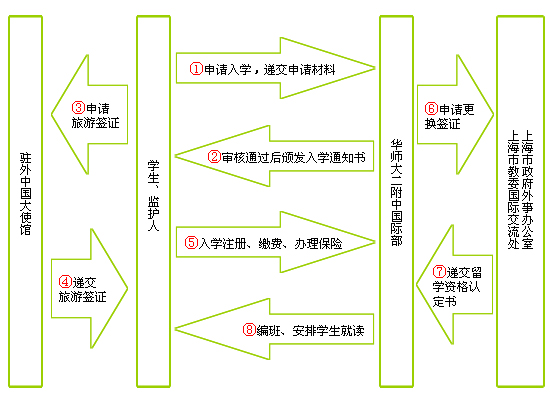 驻外中国大使馆
③申请
旅游签证
④递交
旅游签证
学生、监护人
①申请入学，递交申请材料
②审核通过后颁发入学通知书
⑤入学注册、缴费、办理保险
⑧编班、安排学生就读
华师大二附中国际部
⑥申请更
换签证
⑦递交留
学资格认
定书
上海市政府外事办公室
上海市教委国际交流处